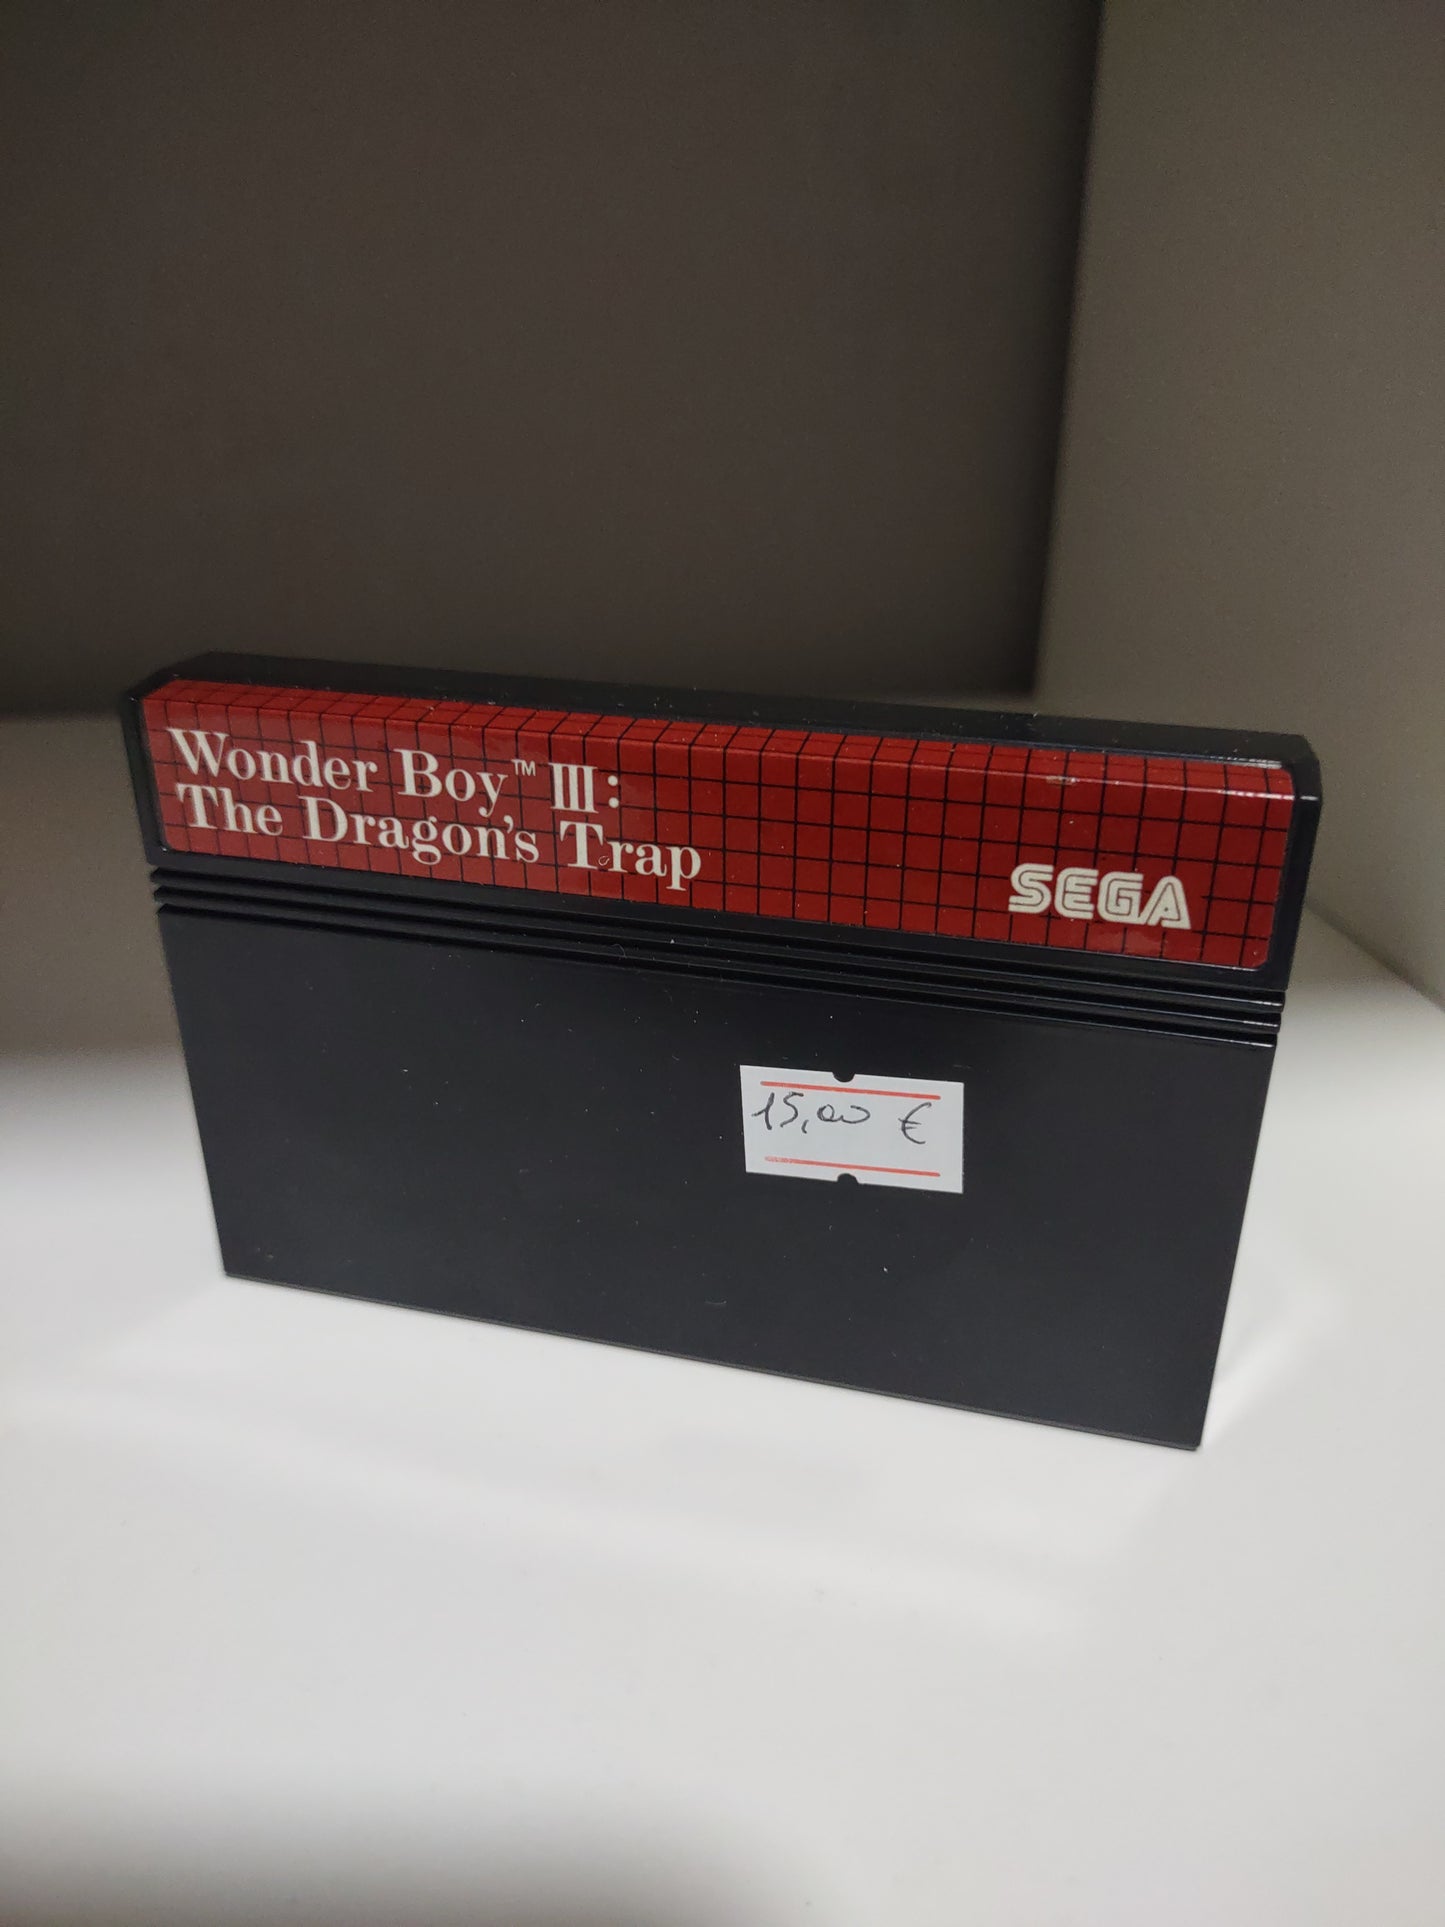 Wonder Boy™ III:
The Dragon's Trap
SEGA
15,00 €